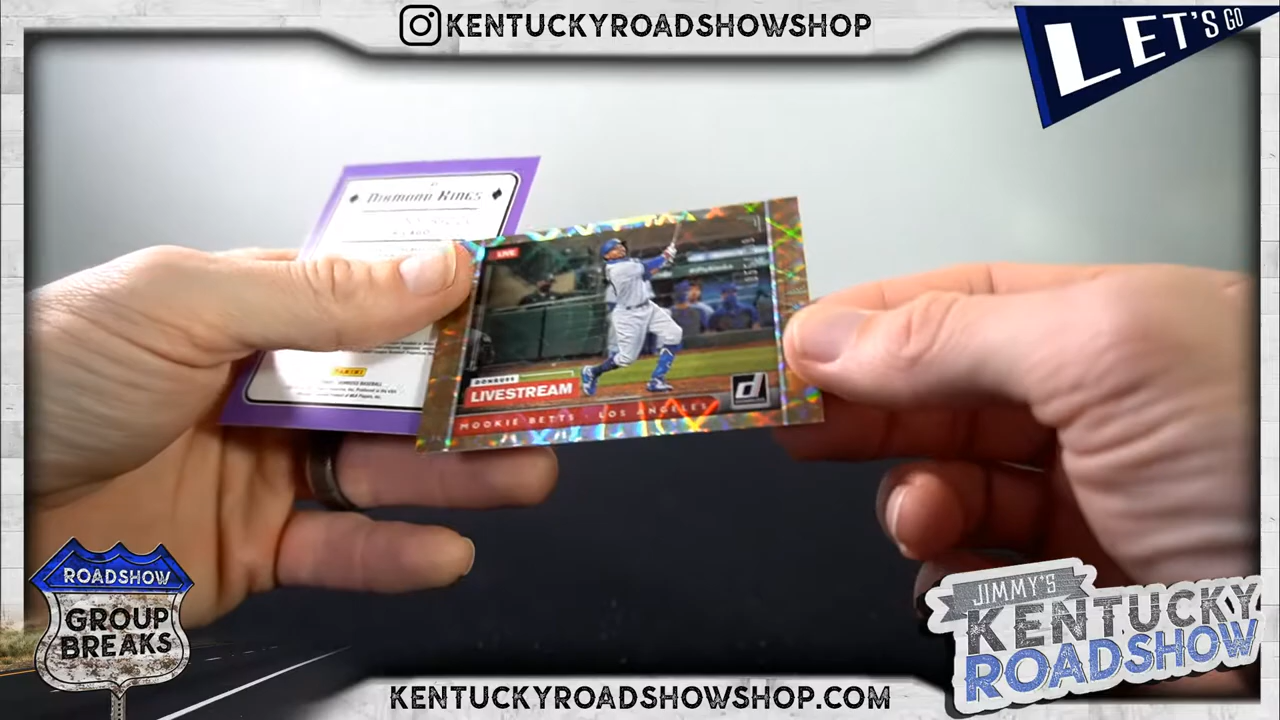 KENTUCKYROADSHOWSHOP
LET'S GO
DIAMOND KINGS
PANINI
LIVE
DONRUSS
LIVESTREAM
MOOKIE BETTS · LOS ANGELES
d
ROADSHOW
GROUP
BREAKS
JIMMY'S
KENTUCKY
ROADSHOW
KENTUCKYROADSHOWSHOP.COM